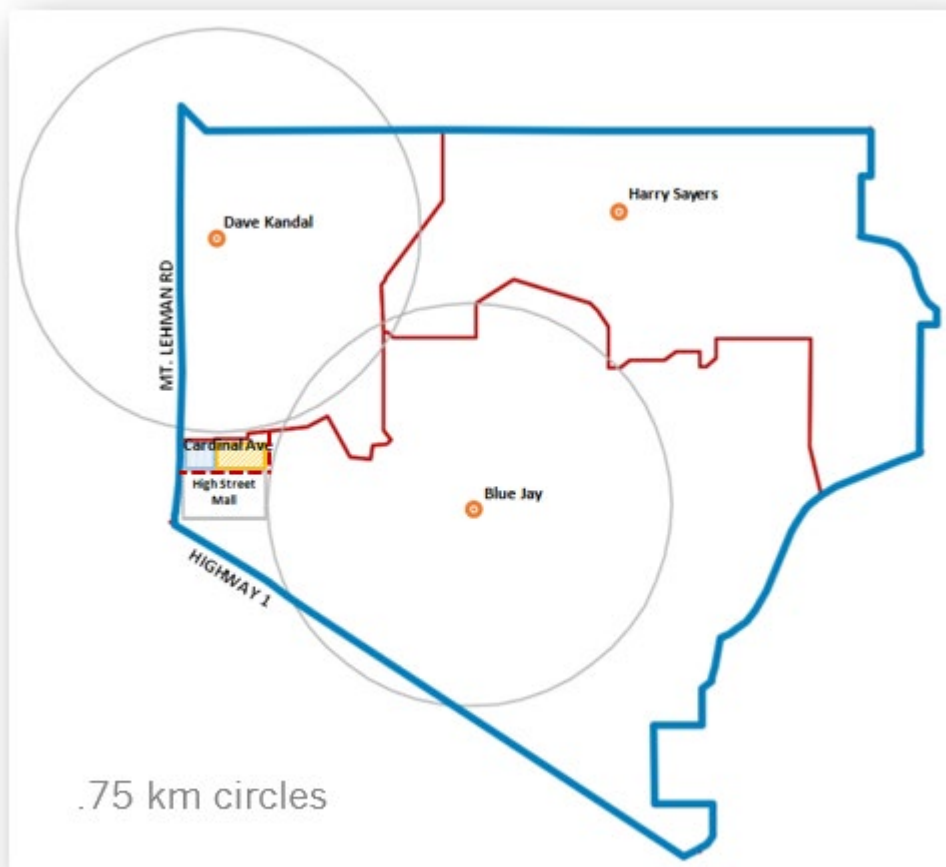 Harry Sayers
Dave Kandal
MT. LEHMAN RD
Cardinal Ave
High Street
Mall
Blue Jay
HIGHWAY 1
.75 km circles